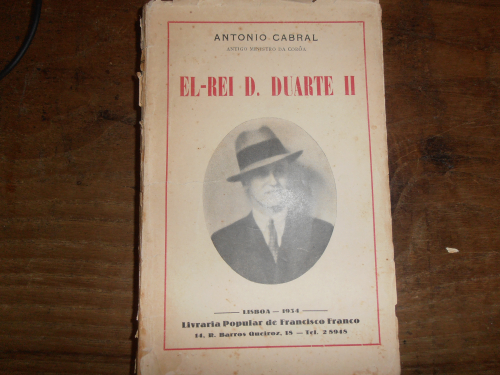 ANTONIO CABRAL
ANTIGO MINISTRO DA CORÔA
EL-REI D. DUARTE II
LISBOA — 1934
Livraria Popular de Francisco Franco
14, R. Barros Queiroz, 18 — Tel. 2 8948